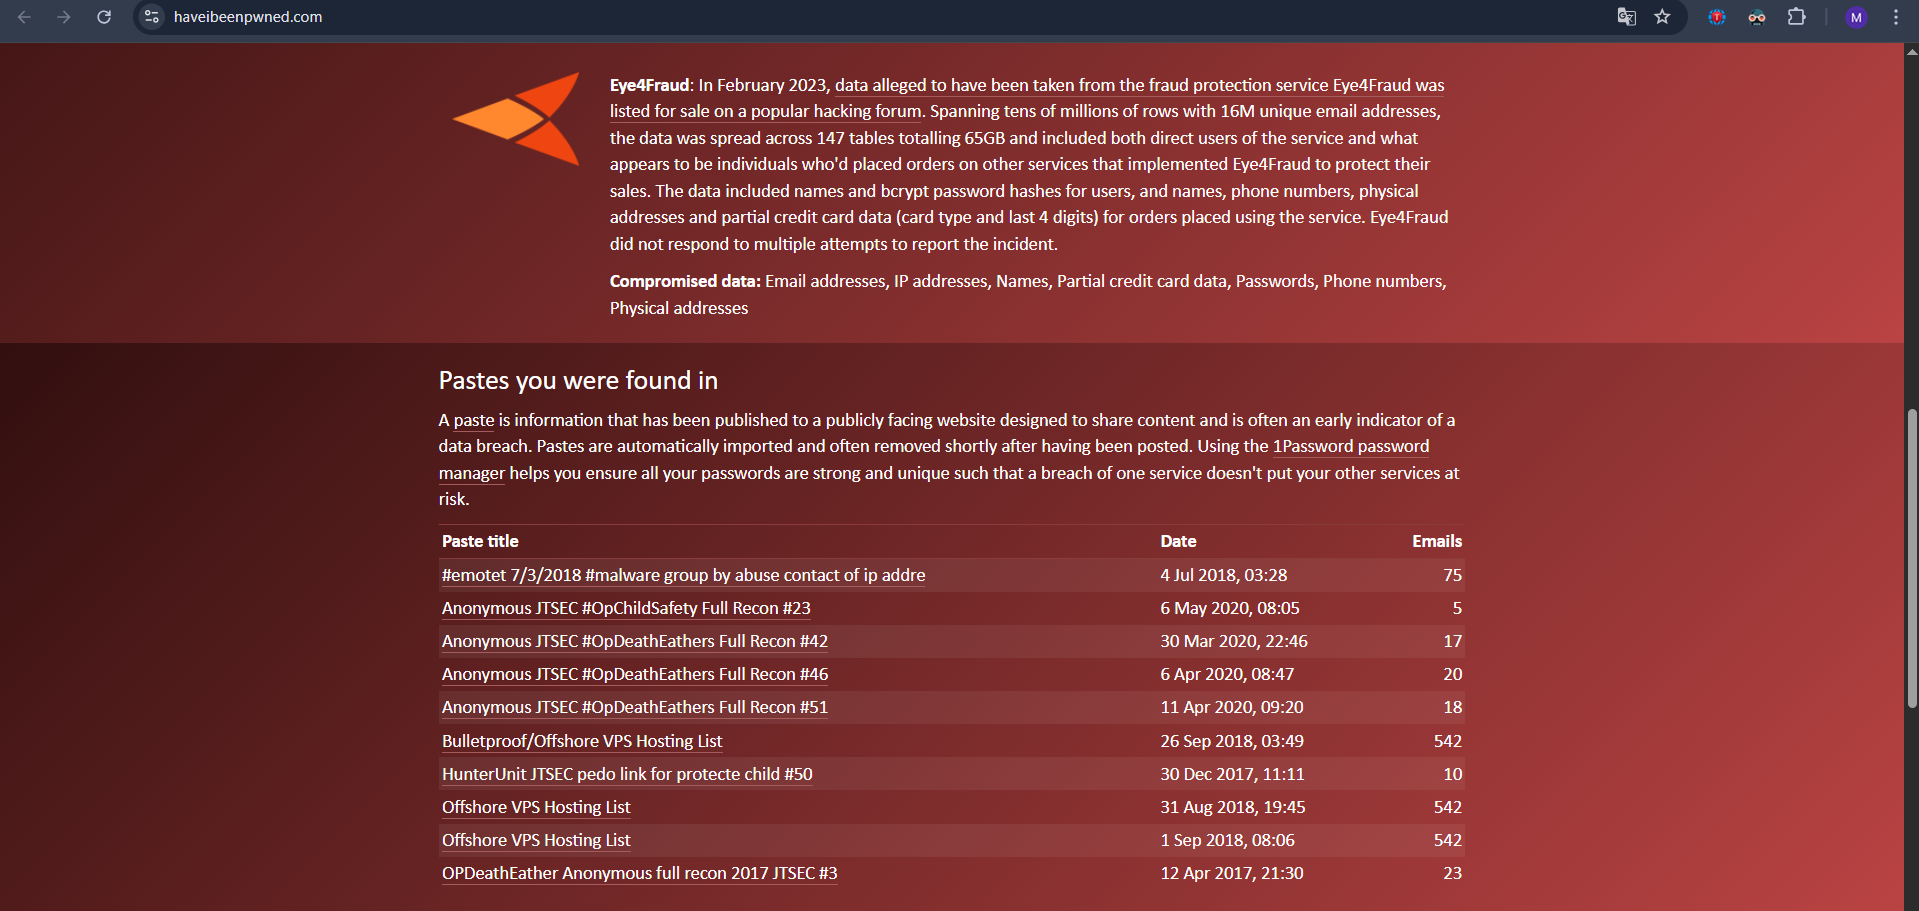 haveibeenpwned.com
M
Eye4Fraud: In February 2023, data alleged to have been taken from the fraud protection service Eye4Fraud was
listed for sale on a popular hacking forum. Spanning tens of millions of rows with 16M unique email addresses,
the data was spread across 147 tables totalling 65GB and included both direct users of the service and what
appears to be individuals who'd placed orders on other services that implemented Eye4Fraud to protect their
sales. The data included names and bcrypt password hashes for users, and names, phone numbers, physical
addresses and partial credit card data (card type and last 4 digits) for orders placed using the service. Eye4Fraud
did not respond to multiple attempts to report the incident.
Compromised data: Email addresses, IP addresses, Names, Partial credit card data, Passwords, Phone numbers,
Physical addresses
Pastes you were found in
A paste is information that has been published to a publicly facing website designed to share content and is often an early indicator of a
data breach. Pastes are automatically imported and often removed shortly after having been posted. Using the 1Password password
manager helps you ensure all your passwords are strong and unique such that a breach of one service doesn't put your other services at
risk.
Paste title Date Emails
#emotet 7/3/2018 #malware group by abuse contact of ip addre 4 Jul 2018, 03:28 75
Anonymous JTSEC #OpChildSafety Full Recon #23 6 May 2020, 08:05 5
Anonymous JTSEC #OpDeathEathers Full Recon #42 30 Mar 2020, 22:46 17
Anonymous JTSEC #OpDeathEathers Full Recon #46 6 Apr 2020, 08:47 20
Anonymous JTSEC #OpDeathEathers Full Recon #51 11 Apr 2020, 09:20 18
Bulletproof/Offshore VPS Hosting List 26 Sep 2018, 03:49 542
HunterUnit JTSEC pedo link for protecte child #50 30 Dec 2017, 11:11 10
Offshore VPS Hosting List 31 Aug 2018, 19:45 542
Offshore VPS Hosting List 1 Sep 2018, 08:06 542
OPDeathEather Anonymous full recon 2017 JTSEC #3 12 Apr 2017, 21:30 23